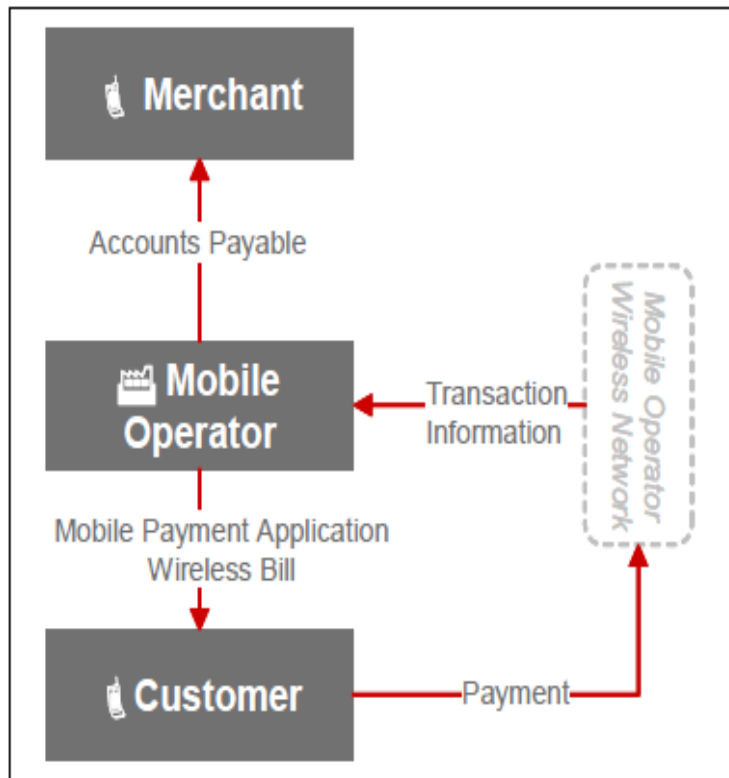 Merchant
Accounts Payable
Mobile
Operator
Transaction
Information
Mobile Operator
Wireless Network
Mobile Payment Application
Wireless Bill
Customer
Payment